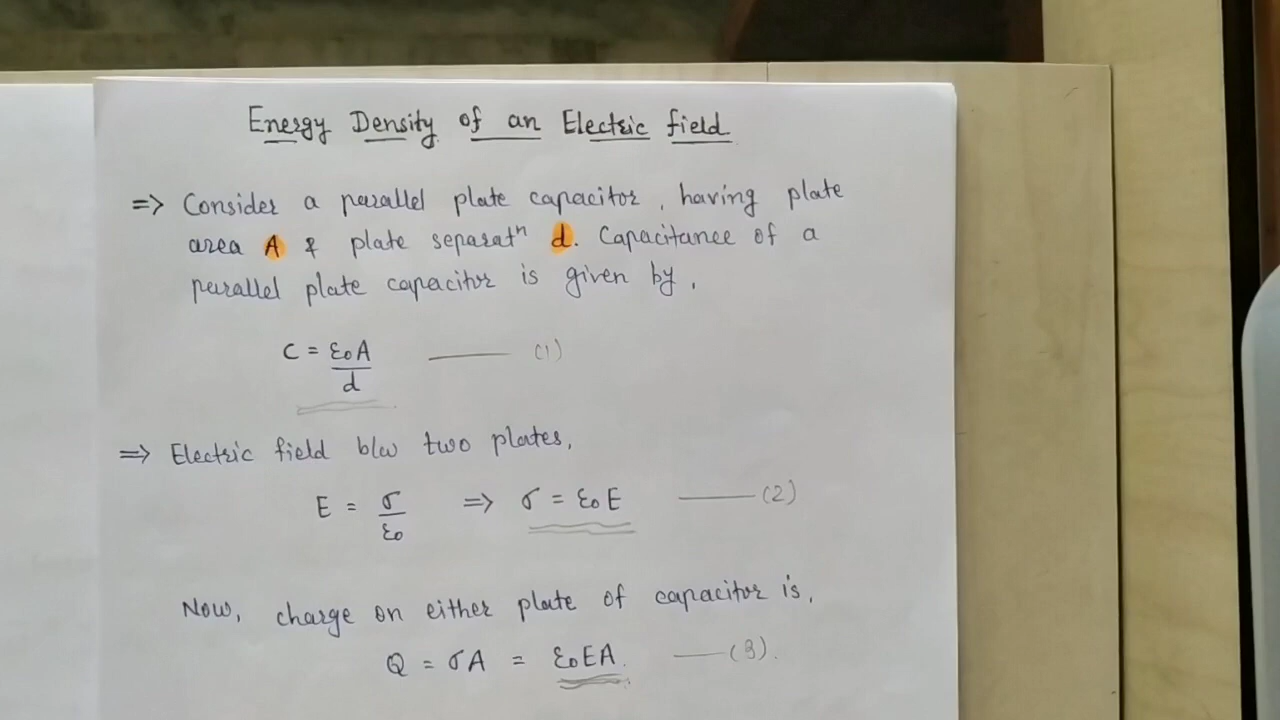 Energy Density of an Electric field
=> Consider a parallel plate capacitor, having plate
area A & plate separatⁿ d. Capacitance of a
parallel plate capacitor is given by,
C = ε₀A/d —— (1)
=> Electric field b/w two plates,
E = σ/ε₀ => σ = ε₀E —— (2)
Now, charge on either plate of capacitor is,
Q = σA = ε₀EA. —— (3).